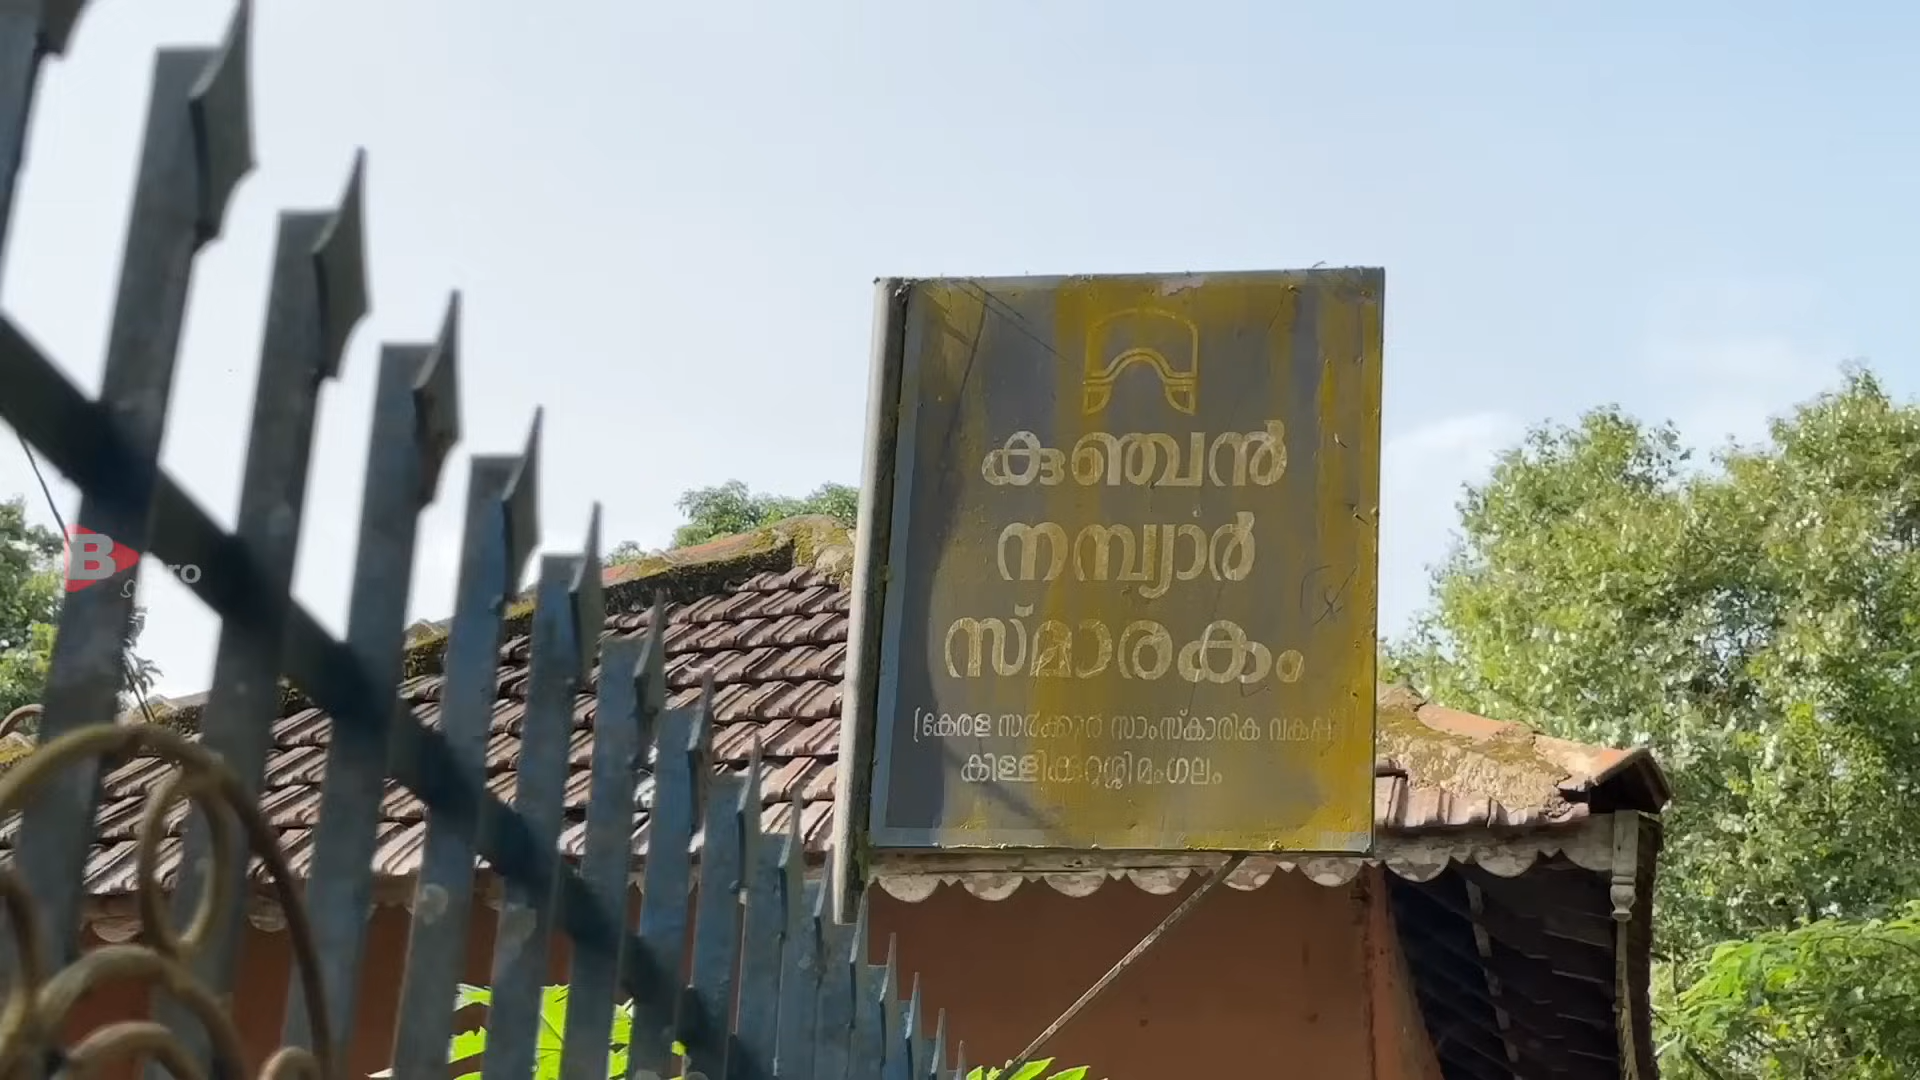 കുഞ്ചൻ
നമ്പ്യാർ
സ്മാരകം
(കേരള സർക്കാർ സാംസ്കാരിക വകുപ്പ്
കിള്ളിക്കുറുശ്ശിമംഗലം
B